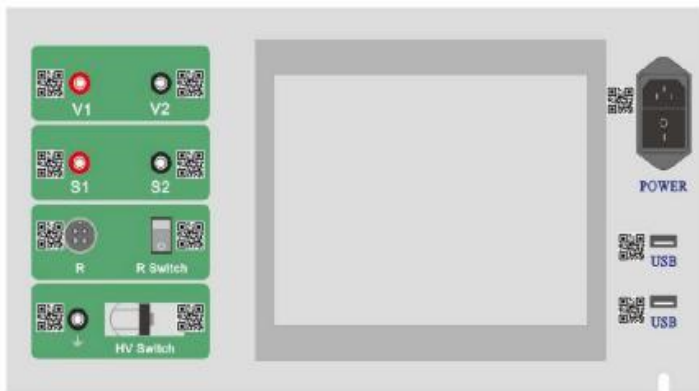 V1 V2
S1 S2
R R Switch
HV Switch
POWER
USB
USB